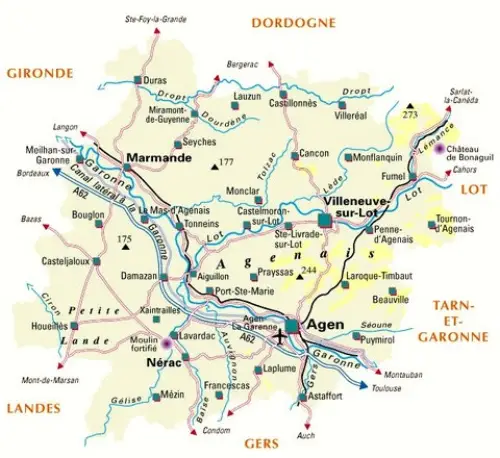 Ste-Foy-la-Grande
DORDOGNE
GIRONDE
Bergerac
Duras
Dropt
Dropt
Lauzun
Castillonnès
Sarlat-
la-Canéda
Miramont-
de-Guyenne
Dourdène
Villeréal
273
Lémance
Langon
Seyches
Meilhan-sur-
Garonne
Marmande
177
Tolzac
Cancon
Monflanquin
Château
de Bonaguil
Bordeaux
Garonne
Lède
Fumel
Cahors
Canal latéral à la
Garonne
A62
Monclar
Villeneuve-
sur-Lot
Lot
LOT
Bazas
Bouglon
Le Mas-d'Agenais
Tonneins
Castelmoron-
sur-Lot
Ste-Livrade-
sur-Lot
Penne-
d'Agenais
Tournon-
d'Agenais
175
Lot
Casteljaloux
Agenais
Damazan
Aiguillon
Prayssas
244
Laroque-Timbaut
Ciron
Port-Ste-Marie
Beauville
TARN-
ET-
GARONNE
Petite
Lande
Houeillès
Xaintrailles
Agen-
La Garenne
Agen
Séoune
Moulin
fortifié
Lavardac
A62
Puymirol
Nérac
Auvignon
Garonne
Mont-de-Marsan
Laplume
Montauban
Toulouse
LANDES
Gélise
Mézin
Baïse
Francescas
Gers
Astaffort
Condom
Auch
GERS